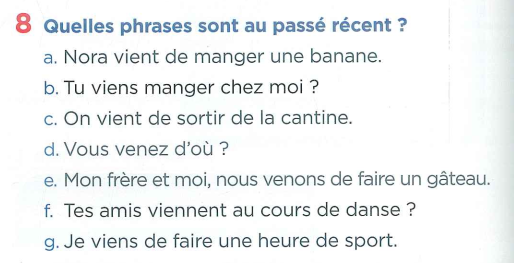 8 Quelles phrases sont au passé récent ?
a. Nora vient de manger une banane.
b. Tu viens manger chez moi ?
c. On vient de sortir de la cantine.
d. Vous venez d'où ?
e. Mon frère et moi, nous venons de faire un gâteau.
f. Tes amis viennent au cours de danse ?
g. Je viens de faire une heure de sport.